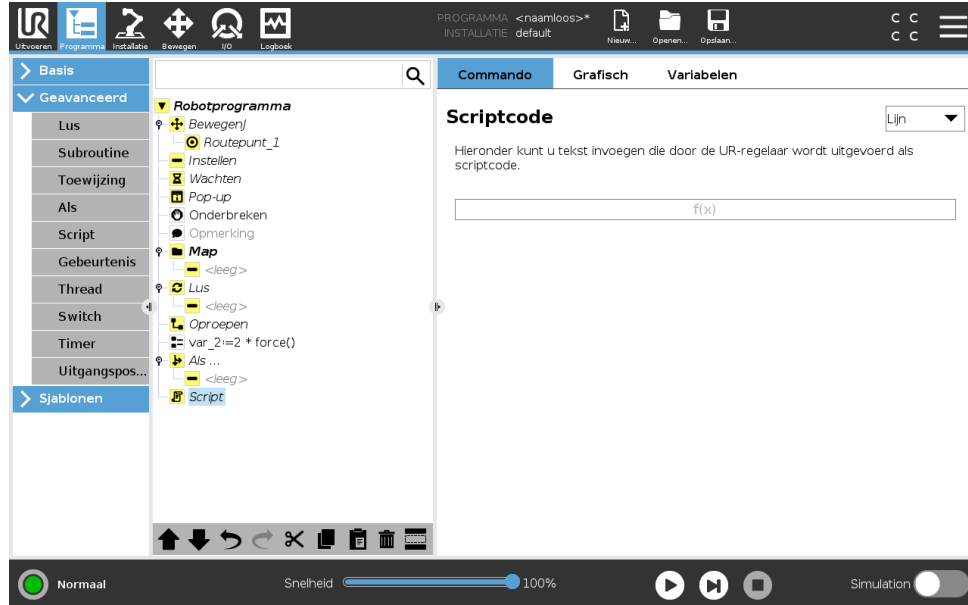 UR
PROGRAMMA <naamloos>*
INSTALLATIE default
C C
C C
Uitvoeren Programma Installatie Bewegen I/O Logboek Nieuw... Openen... Opslaan...
Basis
Geavanceerd
Lus
Subroutine
Toewijzing
Als
Script
Gebeurtenis
Thread
Switch
Timer
Uitgangspos...
Sjablonen
Robotprogramma
BewegenJ
Routepunt_1
Instellen
Wachten
Pop-up
Onderbreken
Opmerking
Map
<leeg>
Lus
<leeg>
Oproepen
var_2:=2 * force()
Als ...
<leeg>
Script
Commando Grafisch Variabelen
Scriptcode
Lijn
Hieronder kunt u tekst invoegen die door de UR-regelaar wordt uitgevoerd als
scriptcode.
f(x)
Normaal
Snelheid 100%
Simulation